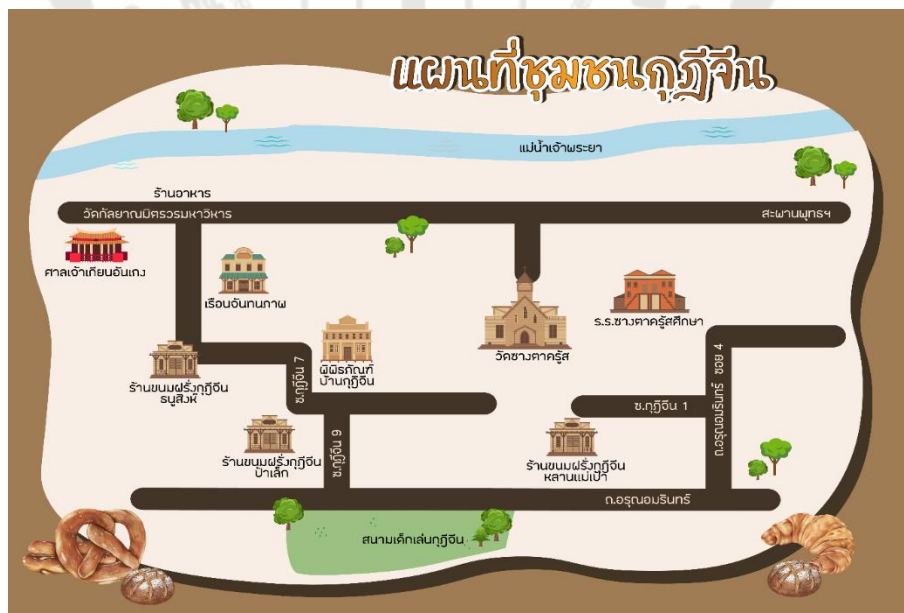 แผนที่ชุมชนกุฎีจีน
แม่น้ำเจ้าพระยา
ร้านอาหาร
วัดกัลยาณมิตรวรมหาวิหาร
สะพานพุทธฯ
ศาลเจ้าเกียนอันเกง
เรือนจันทนภาพ
ร.ร.ซางตาครู้สศึกษา
วัดซางตาครู้ส
พิพิธภัณฑ์
บ้านกุฎีจีน
ร้านขนมฝรั่งกุฎีจีน
ธนูสิงห์
ซ.กุฎีจีน 7
ถ.อรุณอมรินทร์ ซอย 4
ซ.กุฎีจีน 1
ร้านขนมฝรั่งกุฎีจีน
ป้าเล็ก
ซ.กุฎีจีน 9
ร้านขนมฝรั่งกุฎีจีน
หลานแม่เป้า
ถ.อรุณอมรินทร์
สนามเด็กเล่นกุฎีจีน